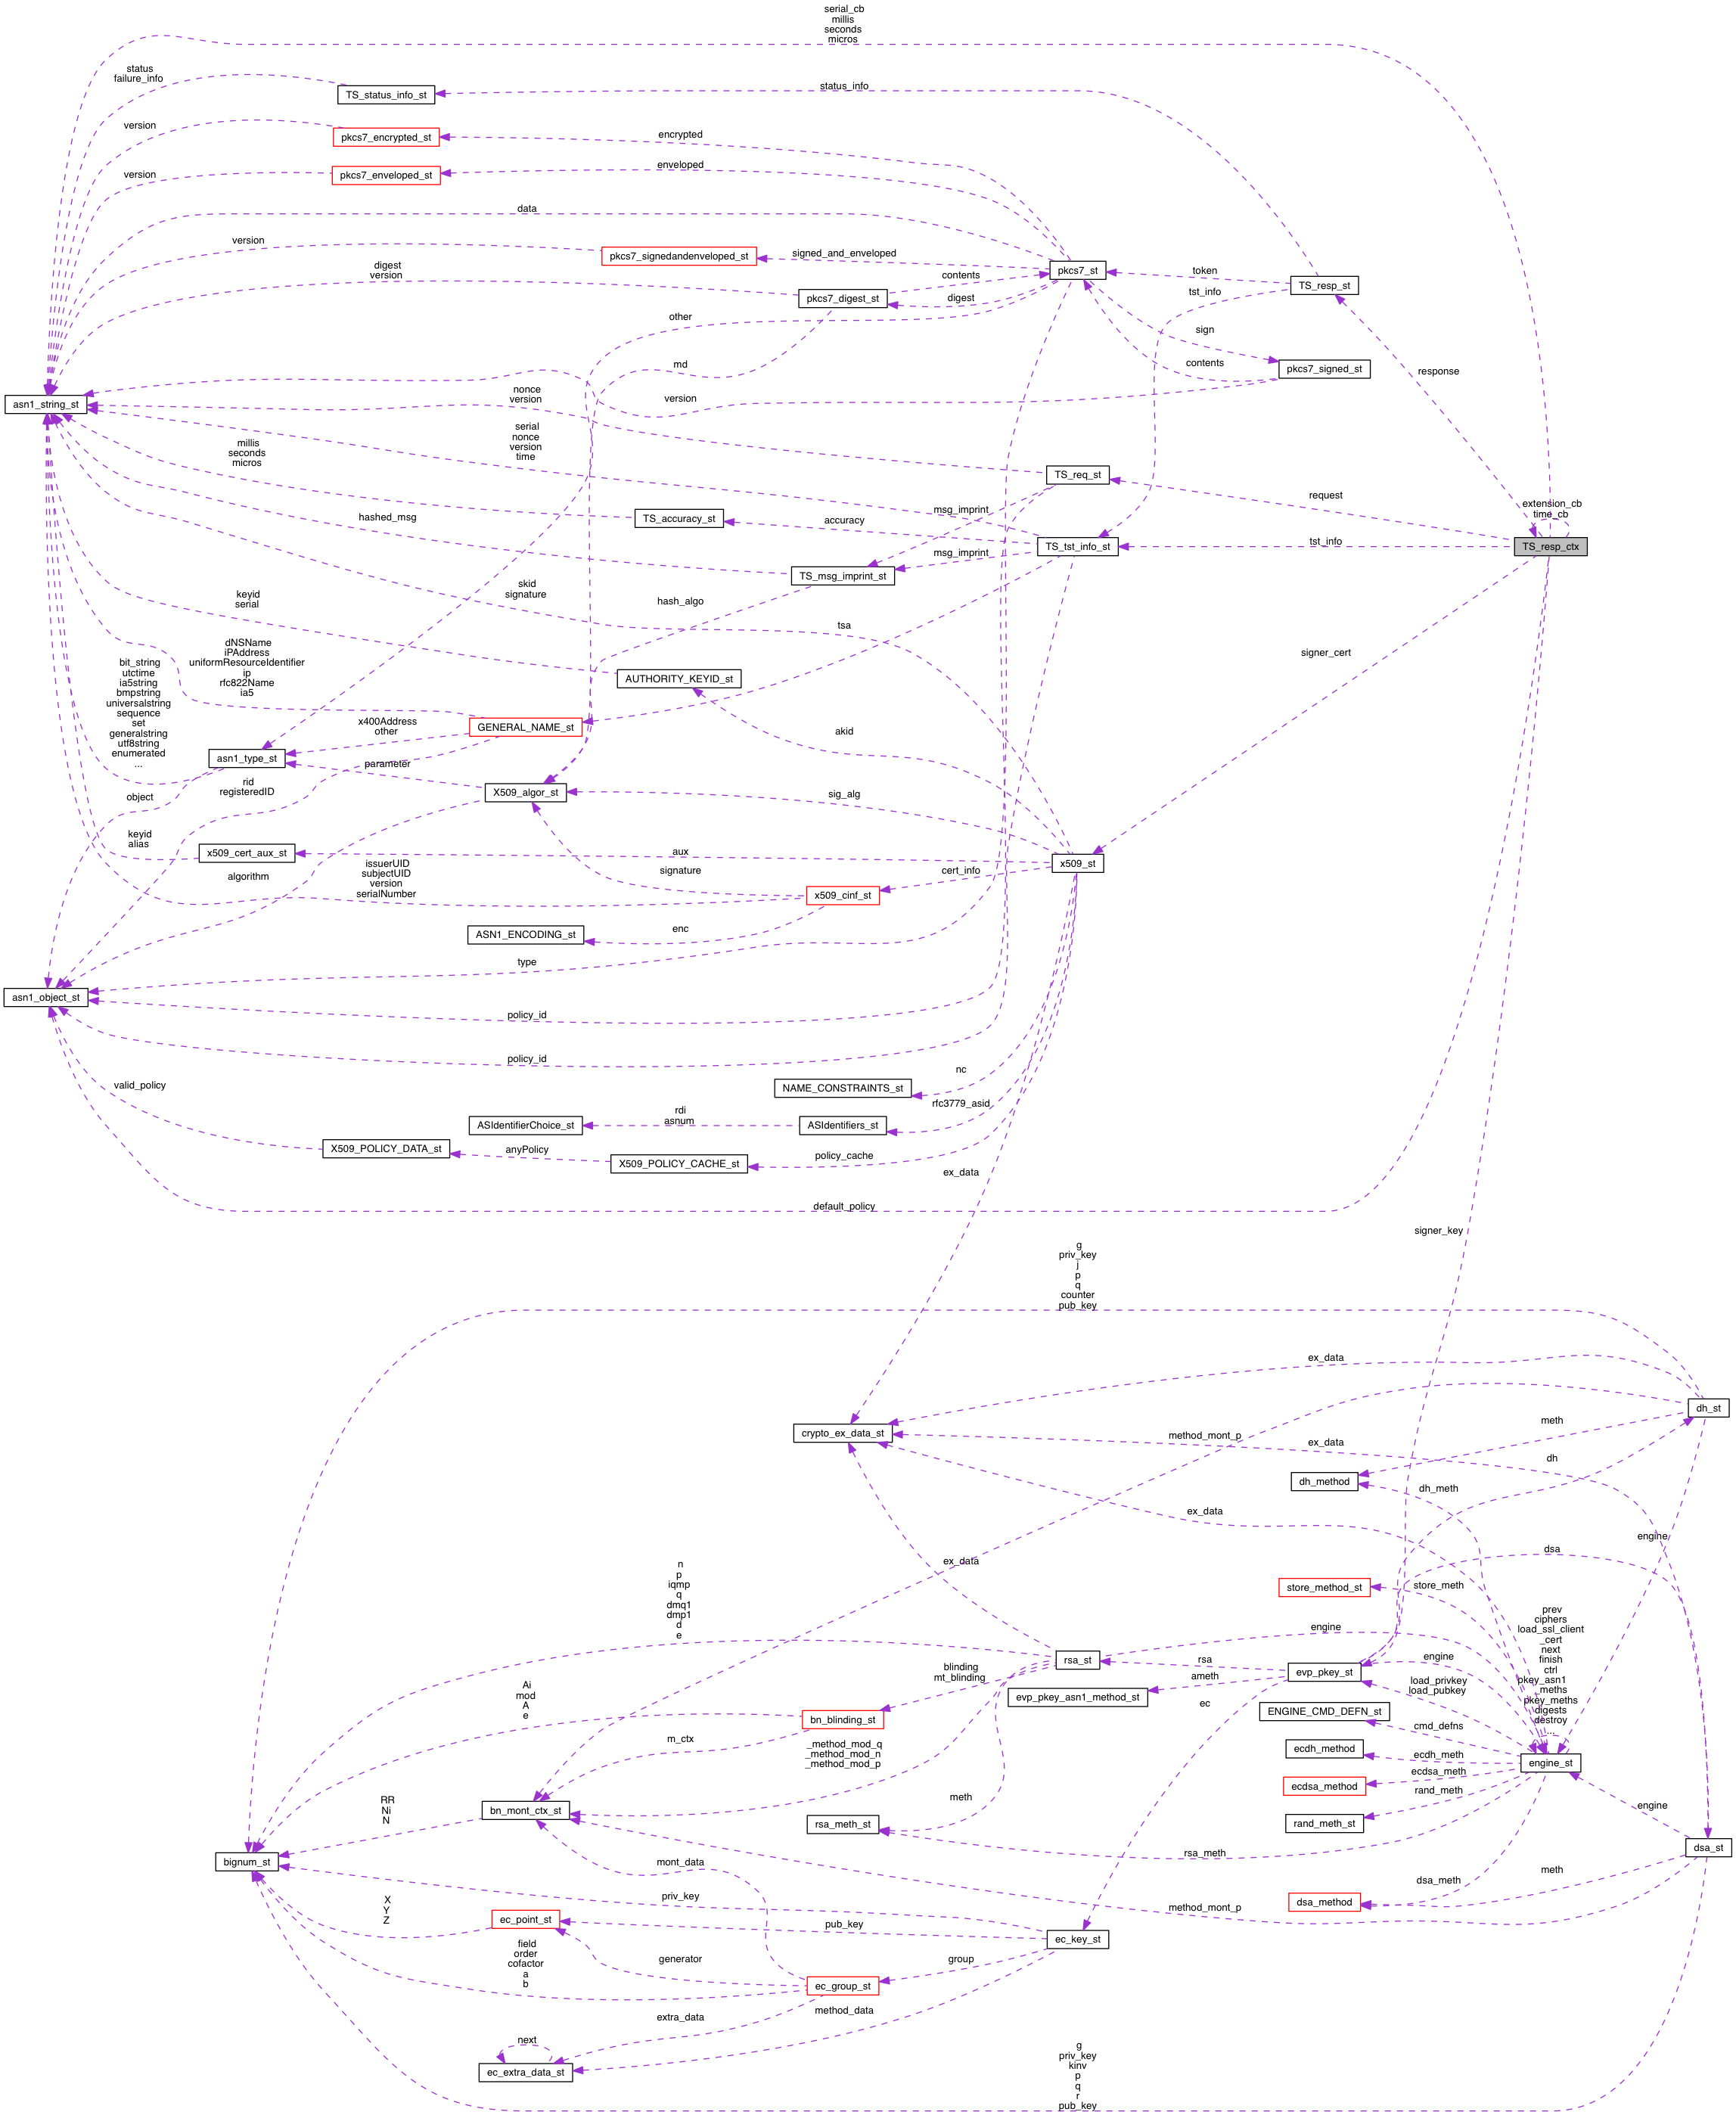 serial_cb
millis
seconds
micros
status
failure_info
TS_status_info_st
status_info
version
pkcs7_encrypted_st
encrypted
version
pkcs7_enveloped_st
enveloped
data
version
pkcs7_signedandenveloped_st
signed_and_enveloped
pkcs7_st
token
TS_resp_st
digest
version
pkcs7_digest_st
contents
digest
tst_info
other
sign
md
contents
pkcs7_signed_st
response
asn1_string_st
nonce
version
version
serial
nonce
version
time
millis
seconds
micros
TS_req_st
request
extension_cb
time_cb
hashed_msg
TS_accuracy_st
accuracy
msg_imprint
TS_tst_info_st
tst_info
TS_resp_ctx
msg_imprint
TS_msg_imprint_st
skid
signature
hash_algo
keyid
serial
tsa
signer_cert
dNSName
iPAddress
uniformResourceIdentifier
ip
rfc822Name
ia5
AUTHORITY_KEYID_st
bit_string
utctime
ia5string
bmpstring
universalstring
sequence
set
generalstring
utf8string
enumerated
...
GENERAL_NAME_st
x400Address
other
akid
asn1_type_st
parameter
rid
registeredID
X509_algor_st
sig_alg
object
keyid
alias
x509_cert_aux_st
aux
x509_st
algorithm
issuerUID
subjectUID
version
serialNumber
signature
cert_info
x509_cinf_st
ASN1_ENCODING_st
enc
type
asn1_object_st
policy_id
policy_id
nc
NAME_CONSTRAINTS_st
valid_policy
rfc3779_asid
ASIdentifierChoice_st
rdi
asnum
ASIdentifiers_st
X509_POLICY_DATA_st
anyPolicy
X509_POLICY_CACHE_st
policy_cache
ex_data
default_policy
signer_key
g
priv_key
j
p
q
counter
pub_key
ex_data
dh_st
meth
crypto_ex_data_st
method_mont_p
ex_data
dh
dh_method
dh_meth
ex_data
engine
dsa
ex_data
n
p
iqmp
q
dmq1
dmp1
d
e
store_method_st
store_meth
prev
ciphers
load_ssl_client
_cert
next
finish
ctrl
pkey_asn1
_meths
pkey_meths
digests
destroy
...
engine
rsa_st
rsa
evp_pkey_st
engine
blinding
mt_blinding
ameth
load_privkey
load_pubkey
evp_pkey_asn1_method_st
ec
Ai
mod
A
e
bn_blinding_st
ENGINE_CMD_DEFN_st
cmd_defns
m_ctx
_method_mod_q
_method_mod_n
_method_mod_p
ecdh_method
ecdh_meth
engine_st
ecdsa_method
ecdsa_meth
RR
Ni
N
bn_mont_ctx_st
meth
rsa_meth_st
rand_meth
rand_meth_st
engine
dsa_st
bignum_st
mont_data
rsa_meth
meth
dsa_meth
priv_key
dsa_method
method_mont_p
X
Y
Z
ec_point_st
pub_key
ec_key_st
field
order
cofactor
a
b
generator
group
ec_group_st
extra_data
method_data
next
ec_extra_data_st
g
priv_key
kinv
p
q
r
pub_key